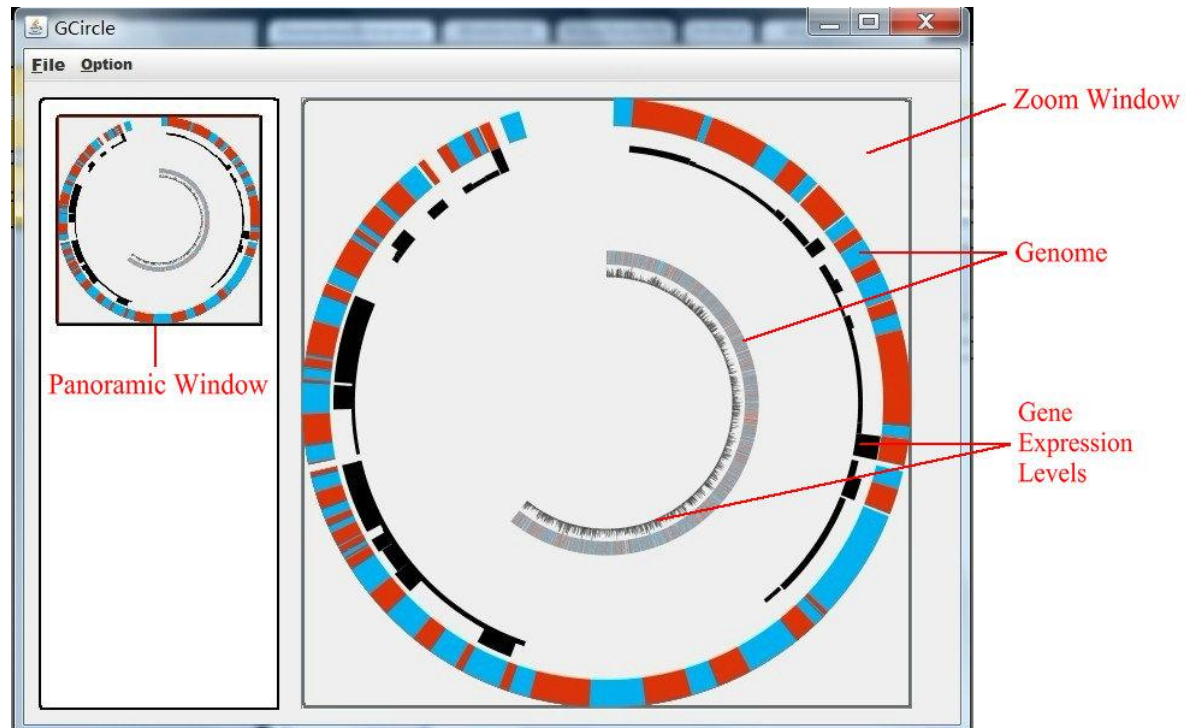 GCircle
File Option
Zoom Window
Genome
Panoramic Window
Gene
Expression
Levels